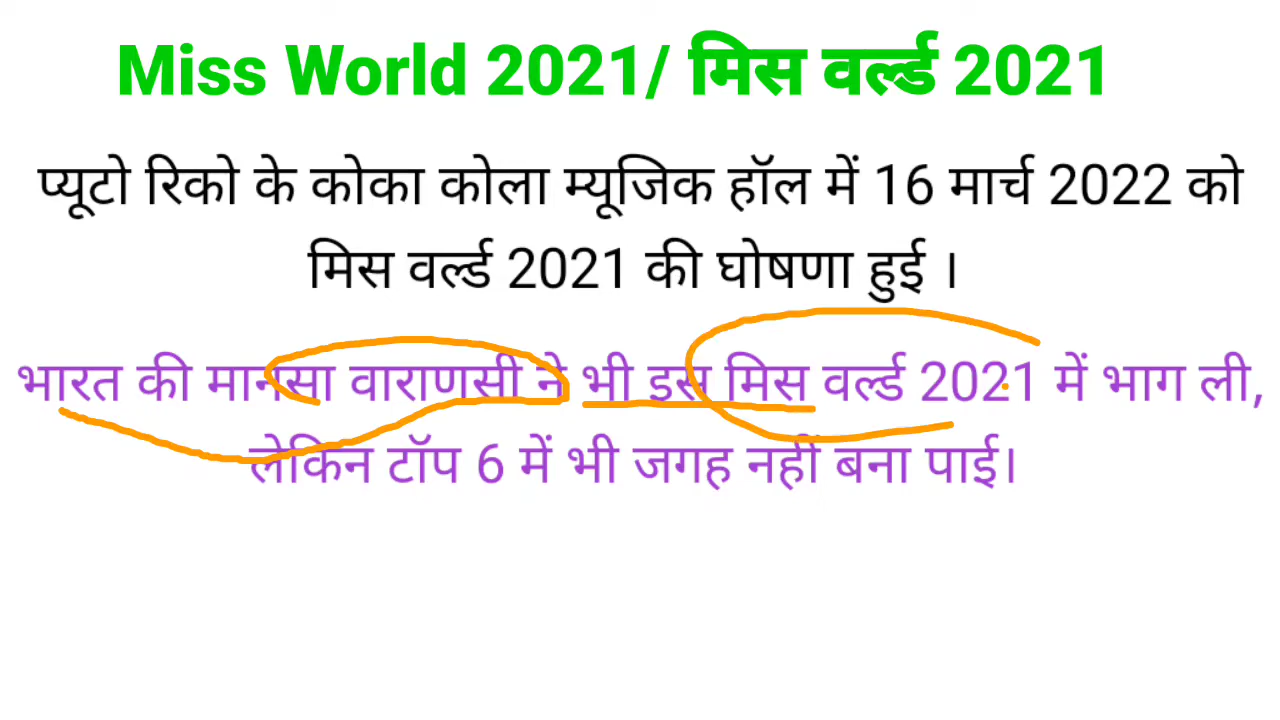 Miss World 2021/ मिस वर्ल्ड 2021
प्यूटो रिको के कोका कोला म्यूजिक हॉल में 16 मार्च 2022 को
मिस वर्ल्ड 2021 की घोषणा हुई ।
भारत की मानसा वाराणसी ने भी इस मिस वर्ल्ड 2021 में भाग ली,
लेकिन टॉप 6 में भी जगह नहीं बना पाई।